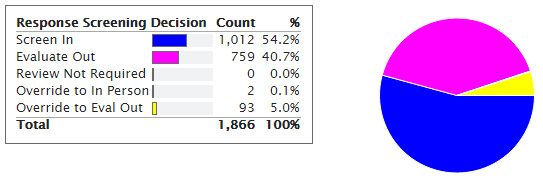 Response Screening Decision Count %
Screen In 1,012 54.2%
Evaluate Out 759 40.7%
Review Not Required 0 0.0%
Override to In Person 2 0.1%
Override to Eval Out 93 5.0%
Total 1,866 100%